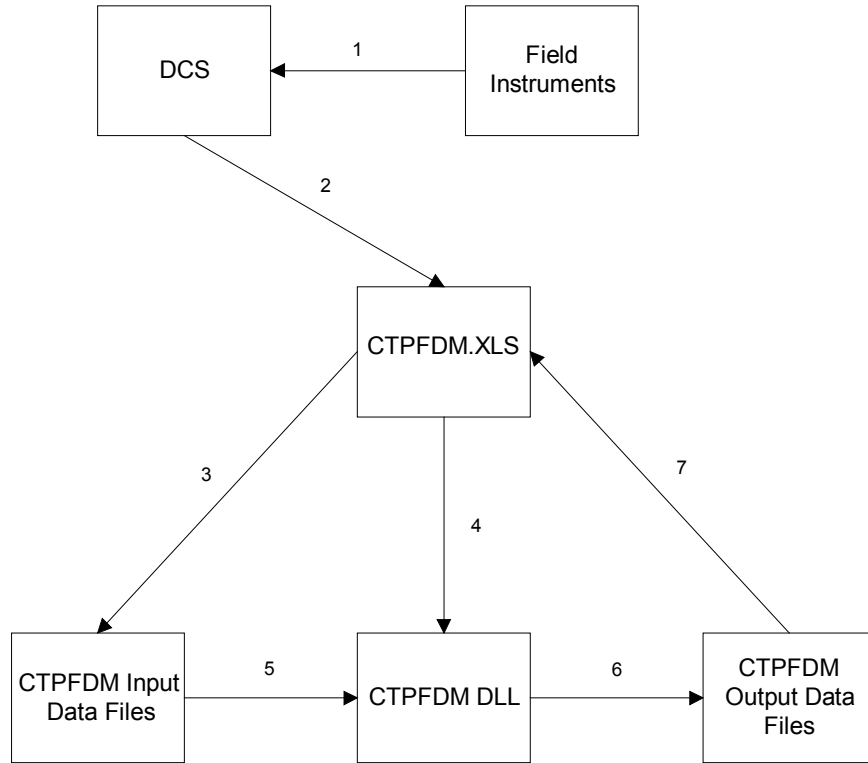 DCS
1
Field
Instruments
2
CTPFDM.XLS
3
4
7
CTPFDM Input
Data Files
5
CTPFDM DLL
6
CTPFDM
Output Data
Files